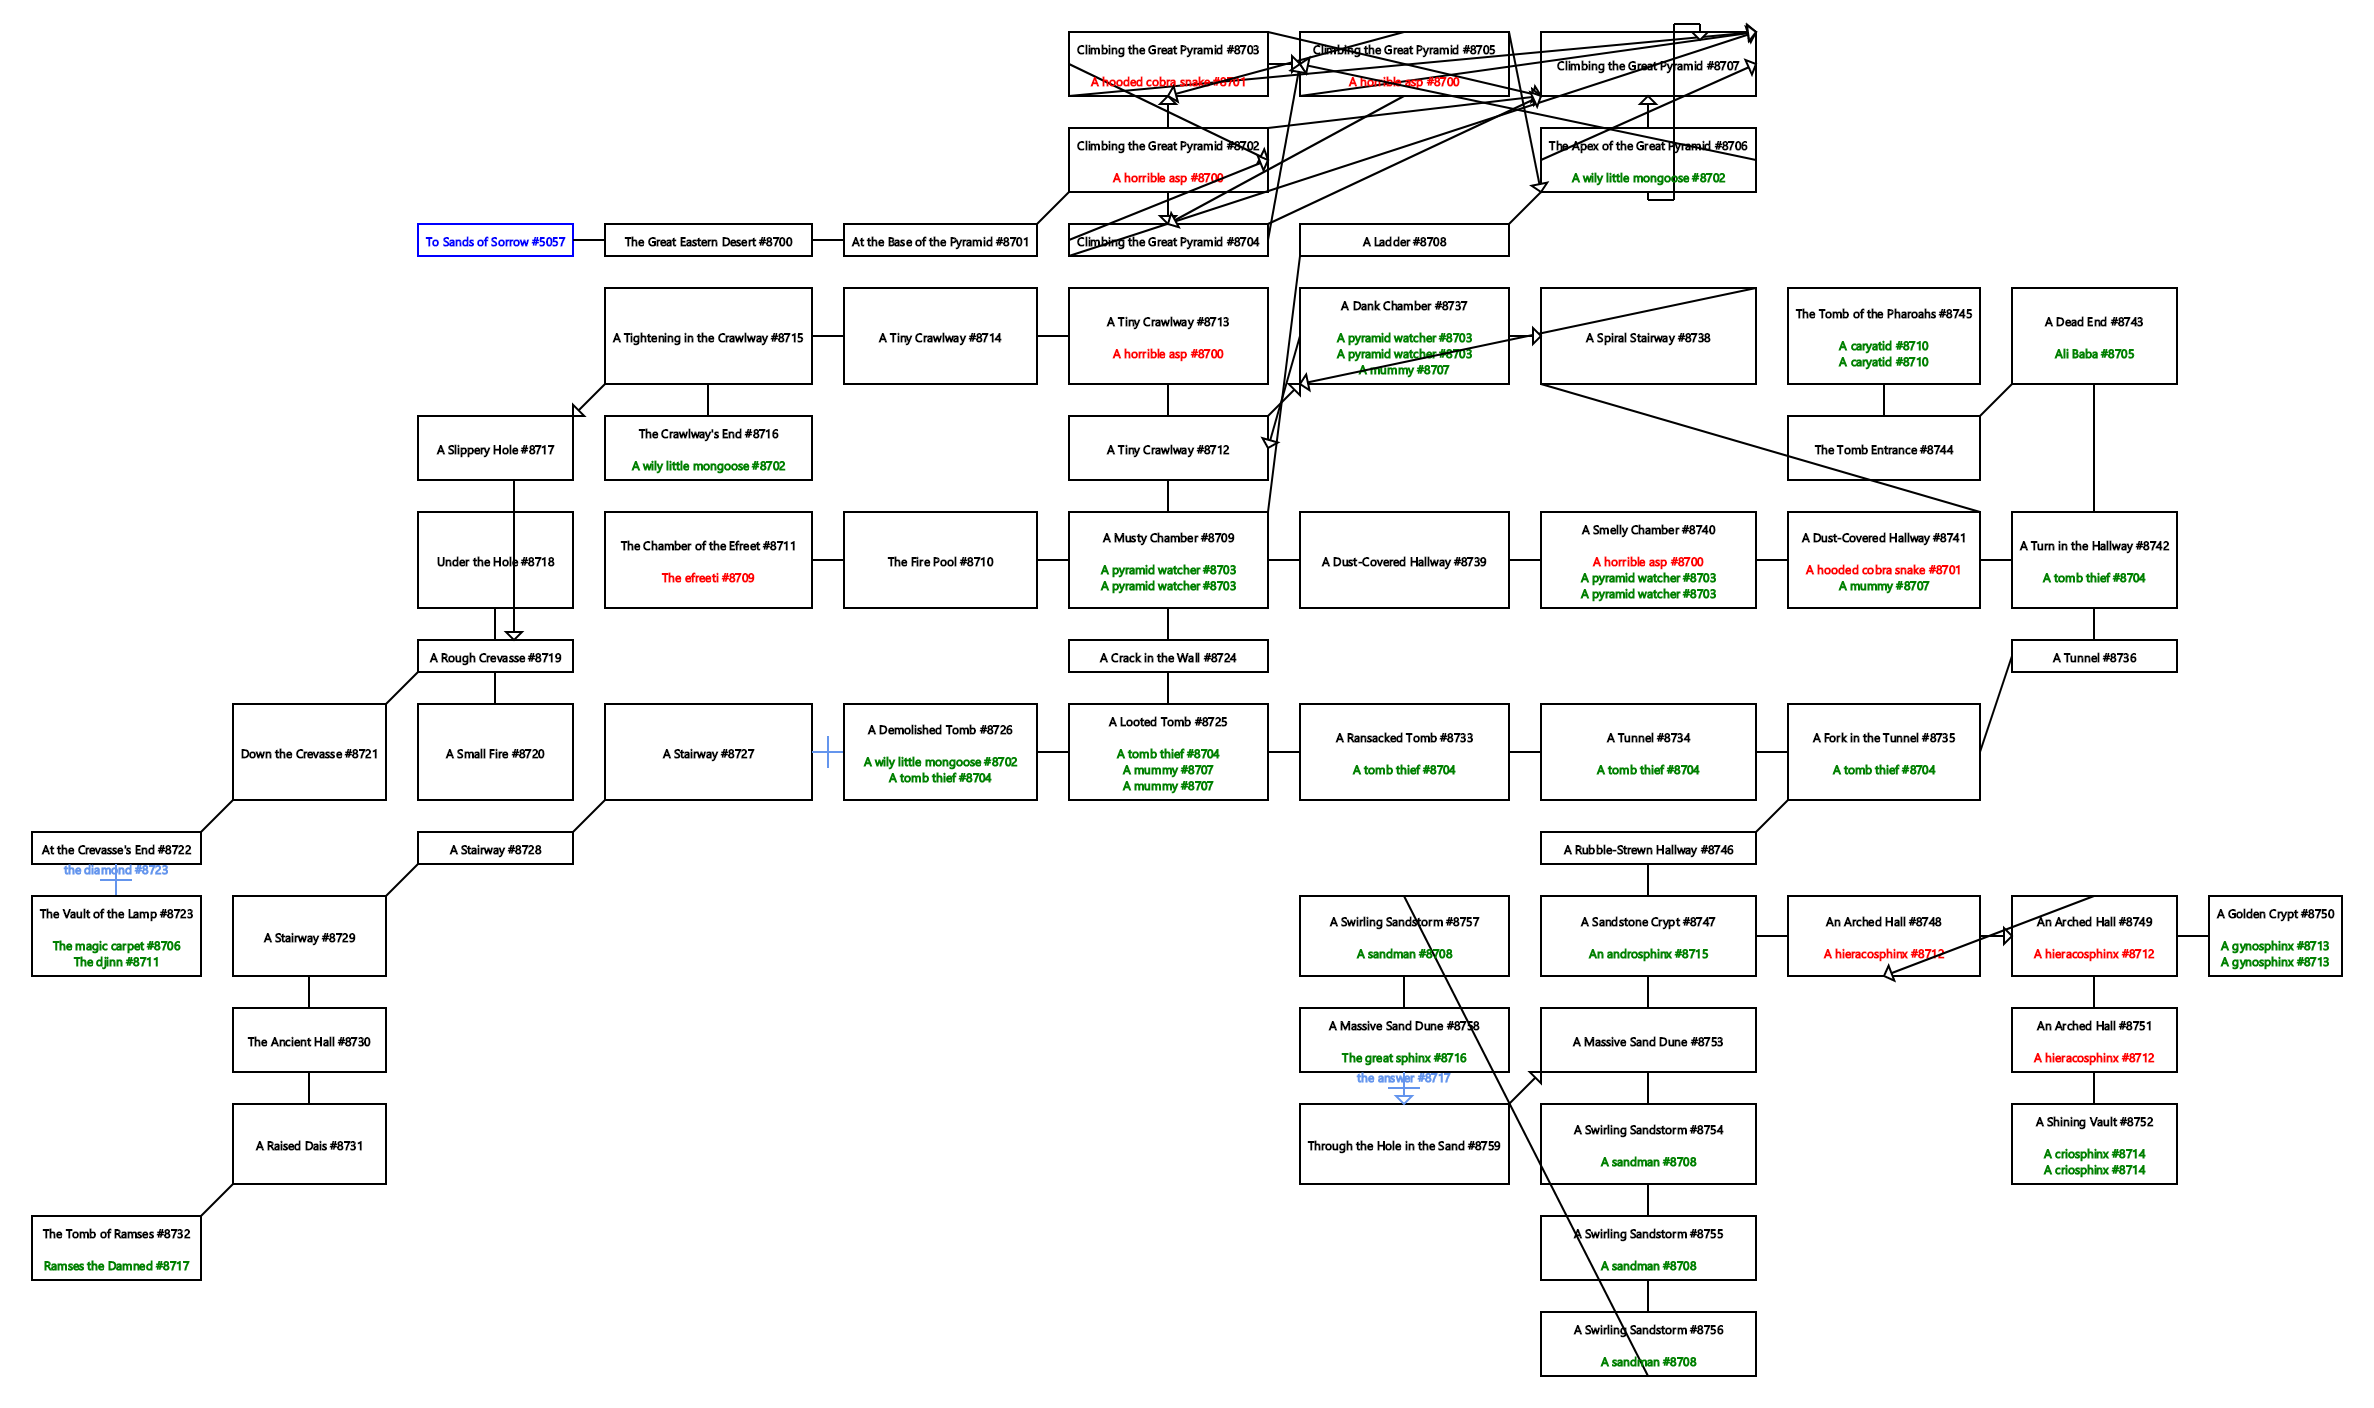 Climbing the Great Pyramid #8703
A hooded cobra snake #8701
Climbing the Great Pyramid #8705
A horrible asp #8700
Climbing the Great Pyramid #8707
Climbing the Great Pyramid #8702
A horrible asp #8700
The Apex of the Great Pyramid #8706
A wily little mongoose #8702
To Sands of Sorrow #5057
The Great Eastern Desert #8700
At the Base of the Pyramid #8701
Climbing the Great Pyramid #8704
A Ladder #8708
A Tightening in the Crawlway #8715
A Tiny Crawlway #8714
A Tiny Crawlway #8713
A horrible asp #8700
A Dank Chamber #8737
A pyramid watcher #8703
A pyramid watcher #8703
A mummy #8707
A Spiral Stairway #8738
The Tomb of the Pharoahs #8745
A caryatid #8710
A caryatid #8710
A Dead End #8743
Ali Baba #8705
A Slippery Hole #8717
The Crawlway's End #8716
A wily little mongoose #8702
A Tiny Crawlway #8712
The Tomb Entrance #8744
Under the Hole #8718
The Chamber of the Efreet #8711
The efreeti #8709
The Fire Pool #8710
A Musty Chamber #8709
A pyramid watcher #8703
A pyramid watcher #8703
A Dust-Covered Hallway #8739
A Smelly Chamber #8740
A horrible asp #8700
A pyramid watcher #8703
A pyramid watcher #8703
A Dust-Covered Hallway #8741
A hooded cobra snake #8701
A mummy #8707
A Turn in the Hallway #8742
A tomb thief #8704
A Rough Crevasse #8719
A Crack in the Wall #8724
A Tunnel #8736
Down the Crevasse #8721
A Small Fire #8720
A Stairway #8727
A Demolished Tomb #8726
A wily little mongoose #8702
A tomb thief #8704
A Looted Tomb #8725
A tomb thief #8704
A mummy #8707
A mummy #8707
A Ransacked Tomb #8733
A tomb thief #8704
A Tunnel #8734
A tomb thief #8704
A Fork in the Tunnel #8735
A tomb thief #8704
At the Crevasse's End #8722
the diamond #8723
A Stairway #8728
A Rubble-Strewn Hallway #8746
The Vault of the Lamp #8723
The magic carpet #8706
The djinn #8711
A Stairway #8729
A Swirling Sandstorm #8757
A sandman #8708
A Sandstone Crypt #8747
An androsphinx #8715
An Arched Hall #8748
A hieracosphinx #8712
An Arched Hall #8749
A hieracosphinx #8712
A Golden Crypt #8750
A gynosphinx #8713
A gynosphinx #8713
The Ancient Hall #8730
A Massive Sand Dune #8758
The great sphinx #8716
the answer #8717
A Massive Sand Dune #8753
An Arched Hall #8751
A hieracosphinx #8712
A Raised Dais #8731
Through the Hole in the Sand #8759
A Swirling Sandstorm #8754
A sandman #8708
A Shining Vault #8752
A criosphinx #8714
A criosphinx #8714
The Tomb of Ramses #8732
Ramses the Damned #8717
A Swirling Sandstorm #8755
A sandman #8708
A Swirling Sandstorm #8756
A sandman #8708